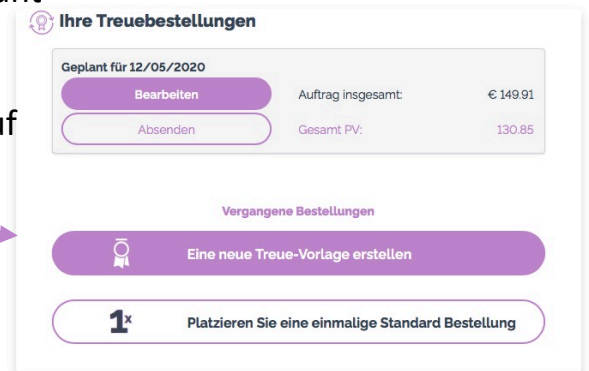 Ihre Treuebestellungen
Geplant für 12/05/2020
Bearbeiten
Auftrag insgesamt:
€ 149.91
Absenden
Gesamt PV:
130.85
Vergangene Bestellungen
Eine neue Treue-Vorlage erstellen
1x Platzieren Sie eine einmalige Standard Bestellung